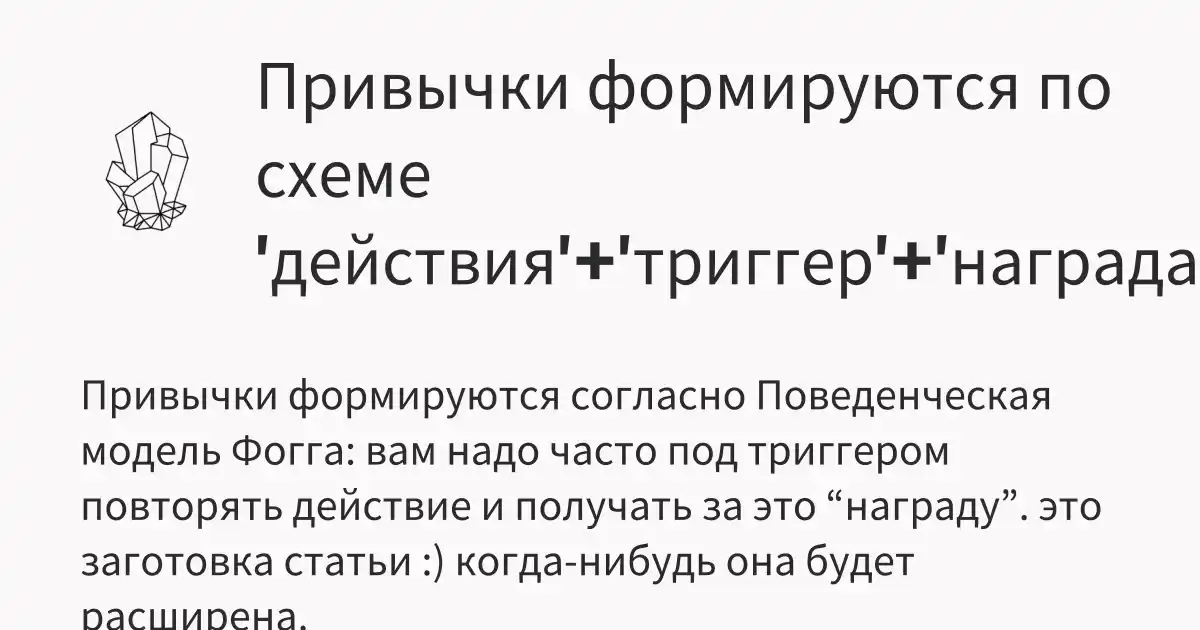 Привычки формируются по
схеме
'действия'+'триггер'+'награда
Привычки формируются согласно Поведенческая
модель Фогга: вам надо часто под триггером
повторять действие и получать за это “награду”. это
заготовка статьи :) когда-нибудь она будет
расширена.